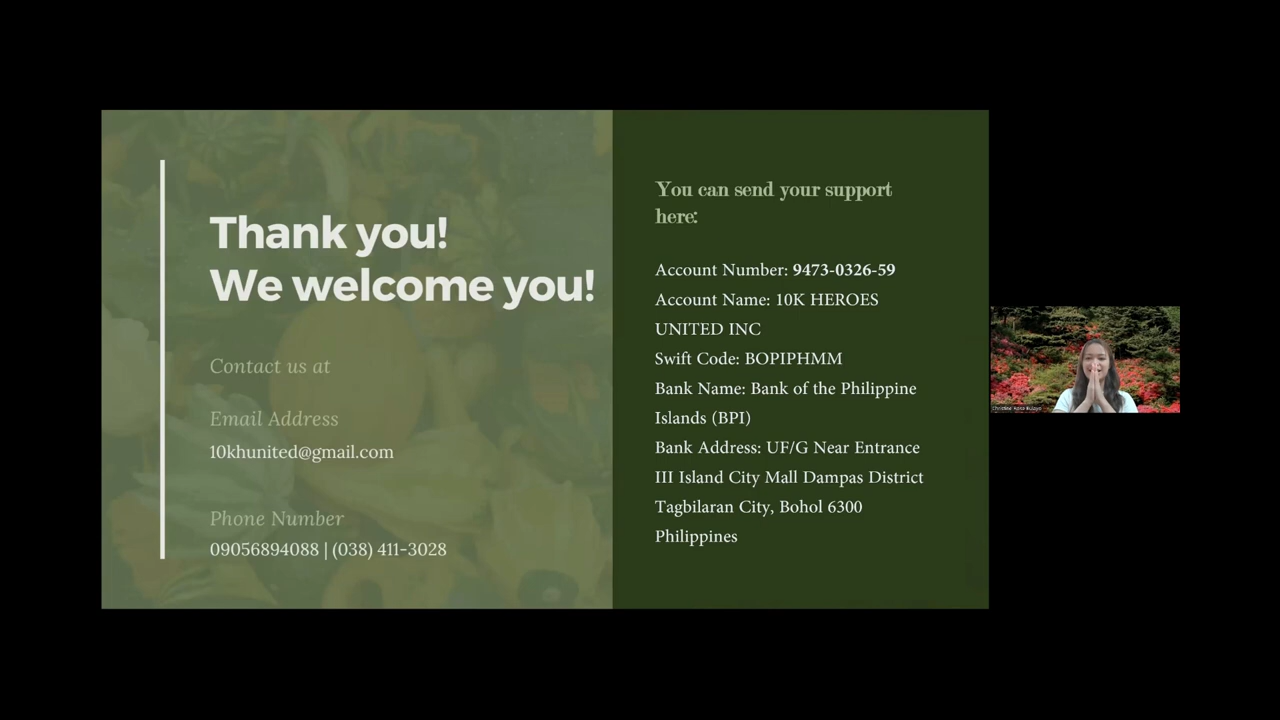 Thank you!
We welcome you!
Contact us at
Email Address
10khunited@gmail.com
Phone Number
09056894088 | (038) 411-3028
You can send your support
here:
Account Number: 9473-0326-59
Account Name: 10K HEROES
UNITED INC
Swift Code: BOPIPHMM
Bank Name: Bank of the Philippine
Islands (BPI)
Bank Address: UF/G Near Entrance
III Island City Mall Dampas District
Tagbilaran City, Bohol 6300
Philippines